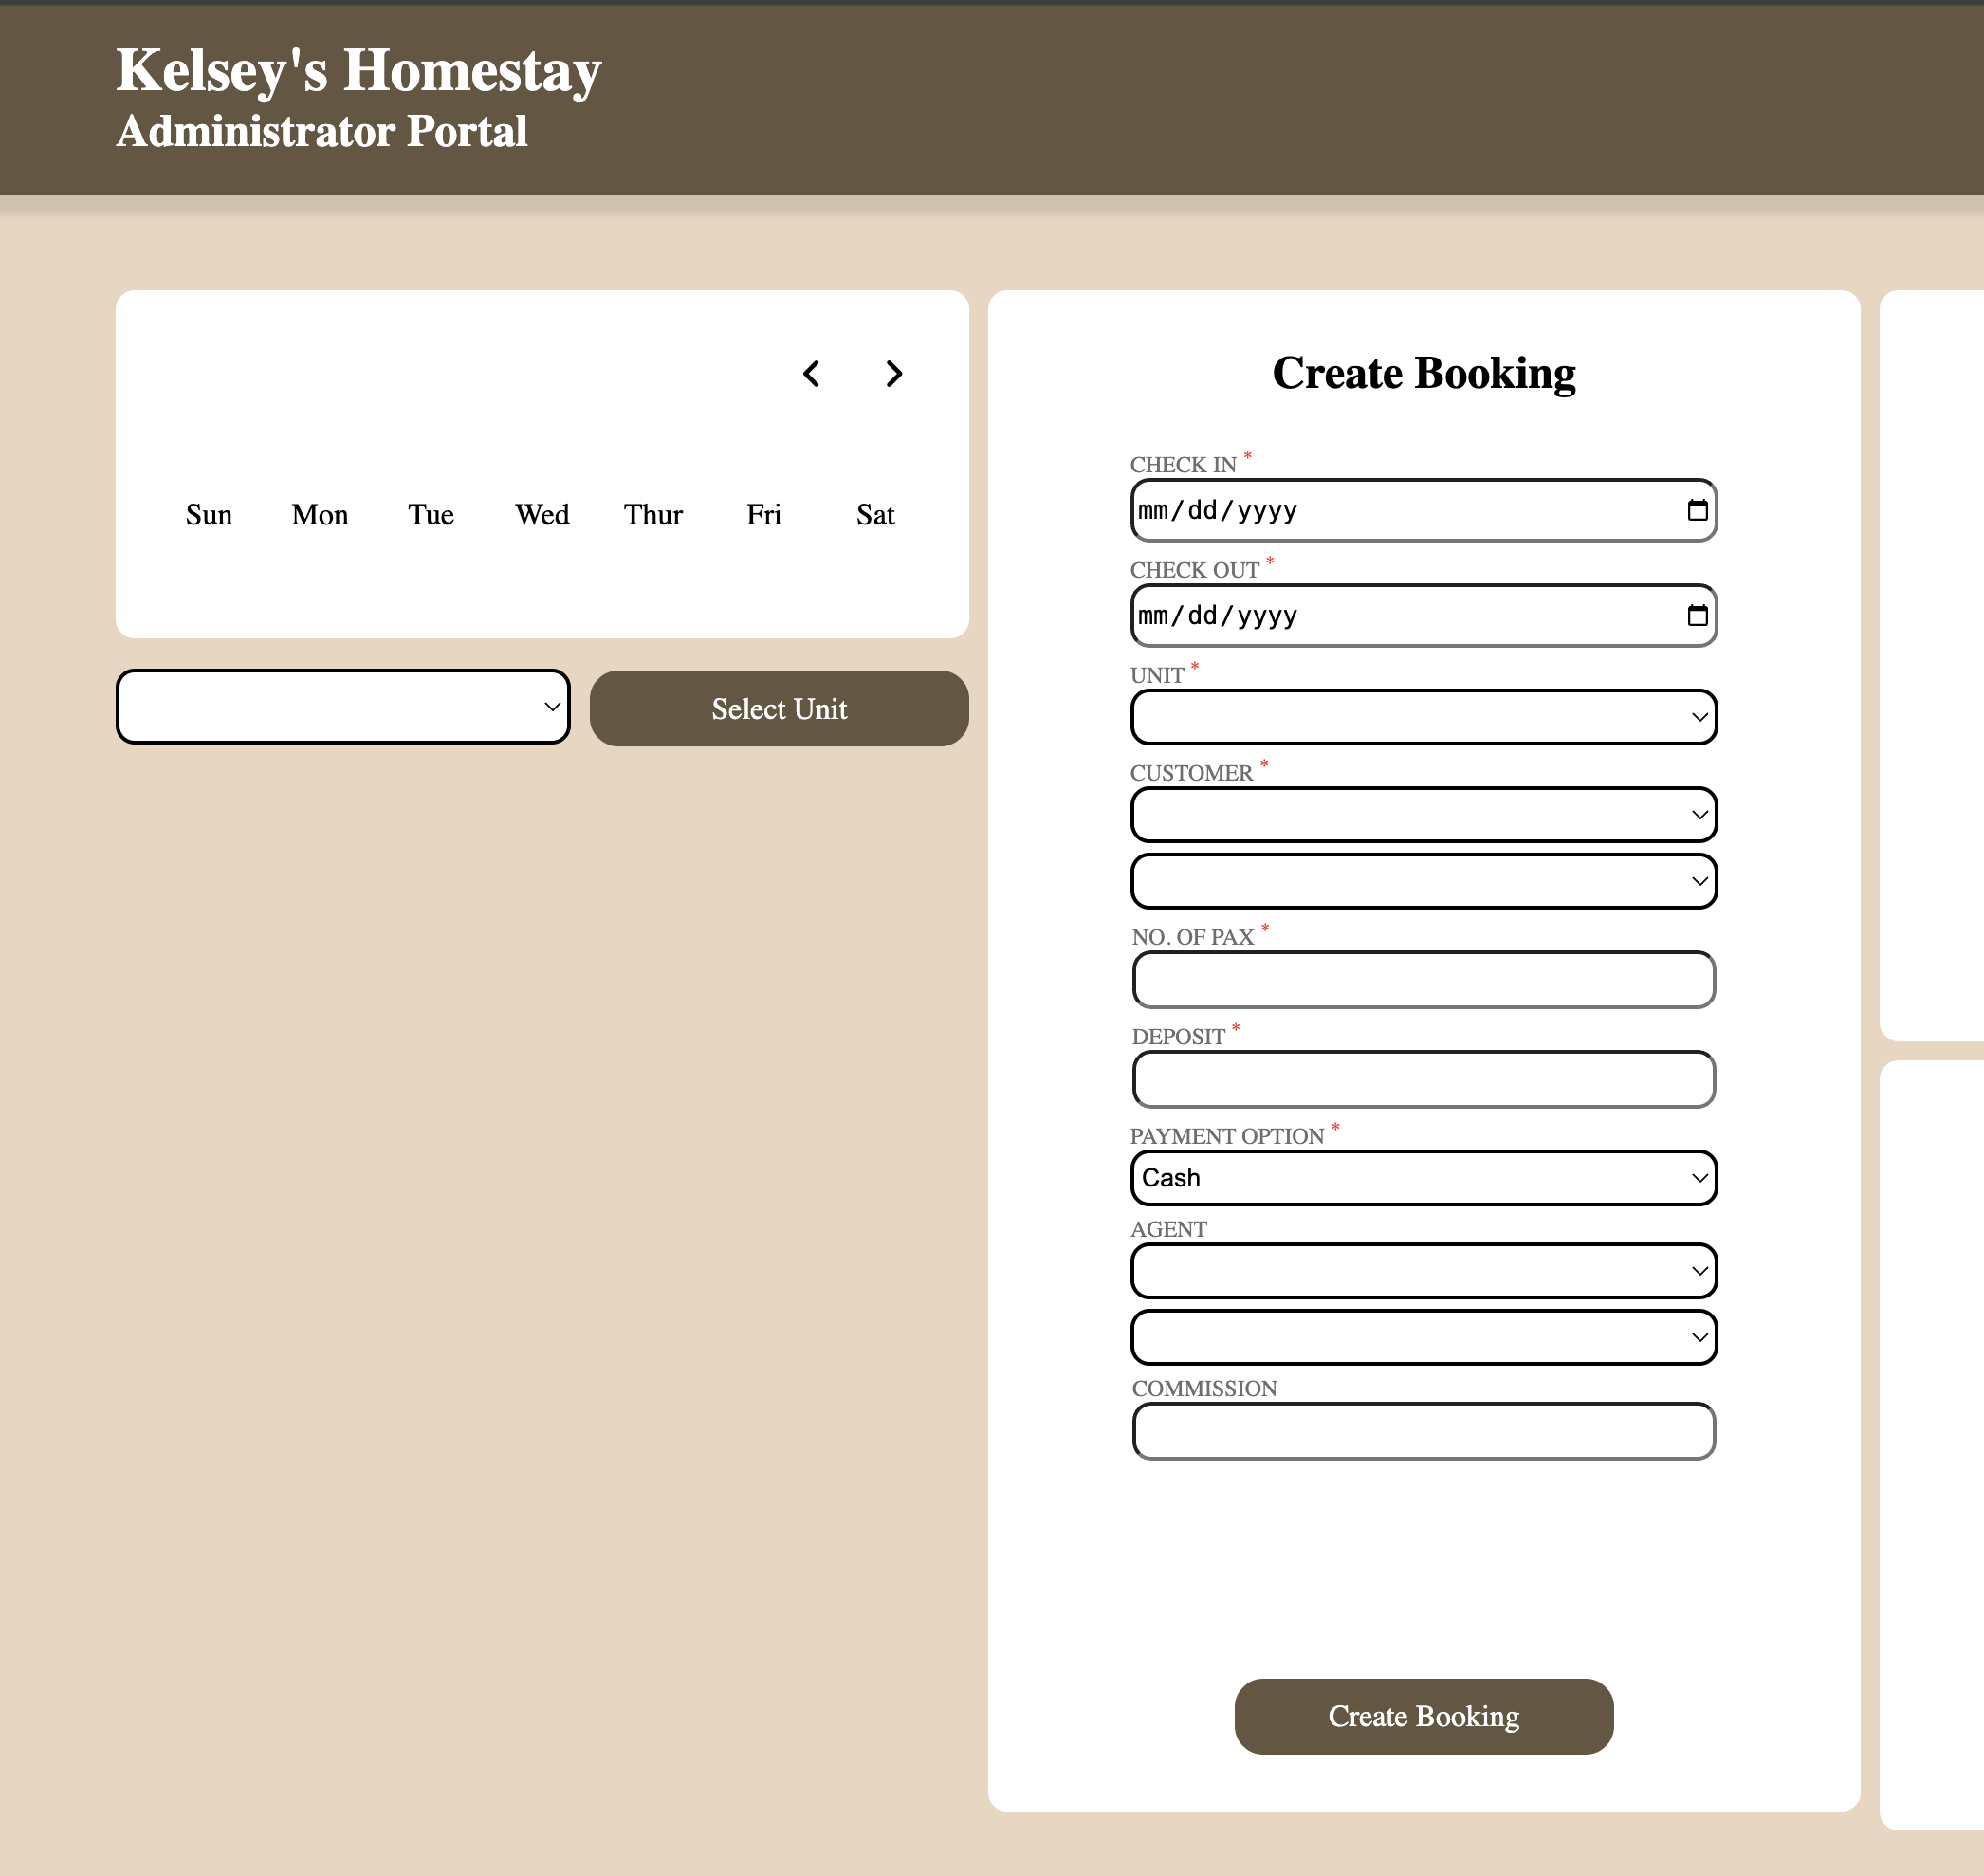 Kelsey's Homestay
Administrator Portal
Sun Mon Tue Wed Thur Fri Sat
Select Unit
Create Booking
CHECK IN *
mm/dd/yyyy
CHECK OUT *
mm/dd/yyyy
UNIT *
CUSTOMER *
NO. OF PAX *
DEPOSIT *
PAYMENT OPTION *
Cash
AGENT
COMMISSION
Create Booking